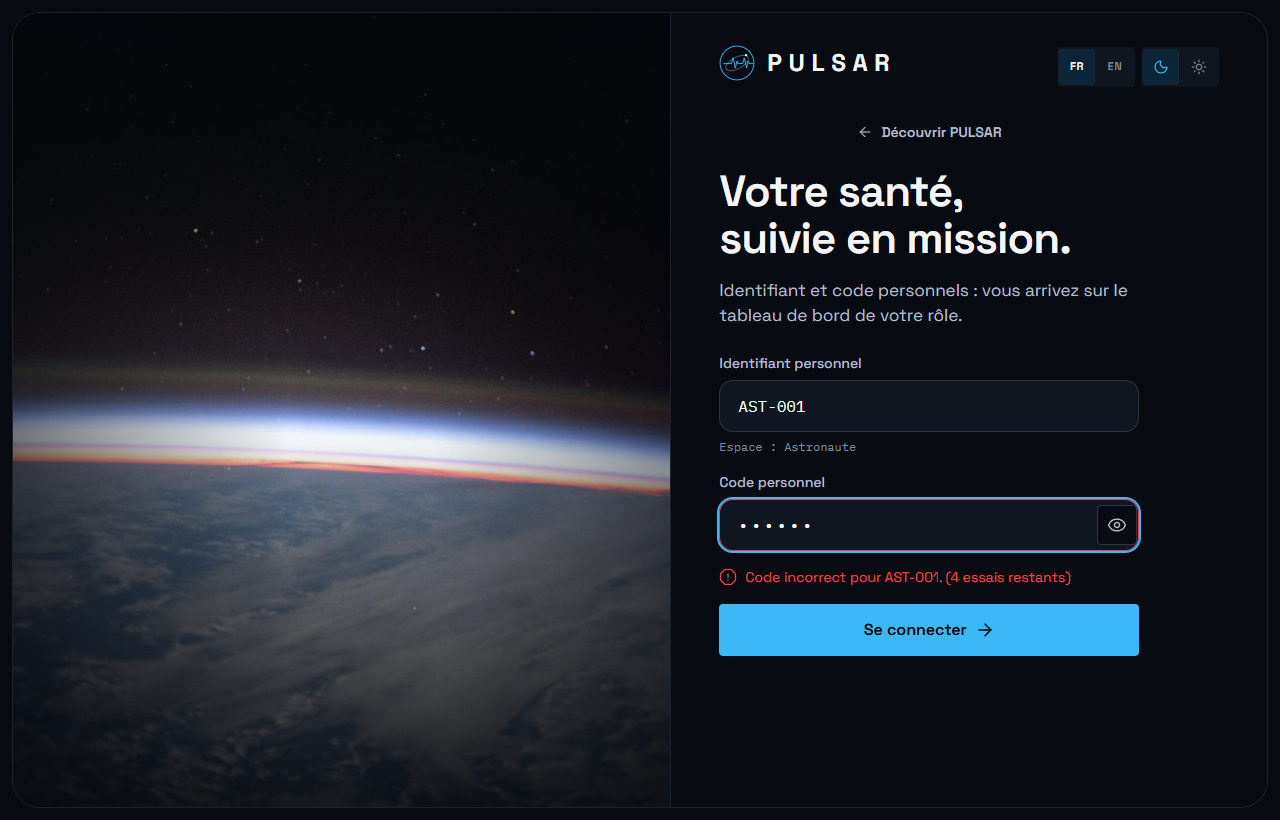 PULSAR
FR EN
Découvrir PULSAR
Votre santé,
suivie en mission.
Identifiant et code personnels : vous arrivez sur le
tableau de bord de votre rôle.
Identifiant personnel
AST-001
Espace : Astronaute
Code personnel
••••••
Code incorrect pour AST-001. (4 essais restants)
Se connecter